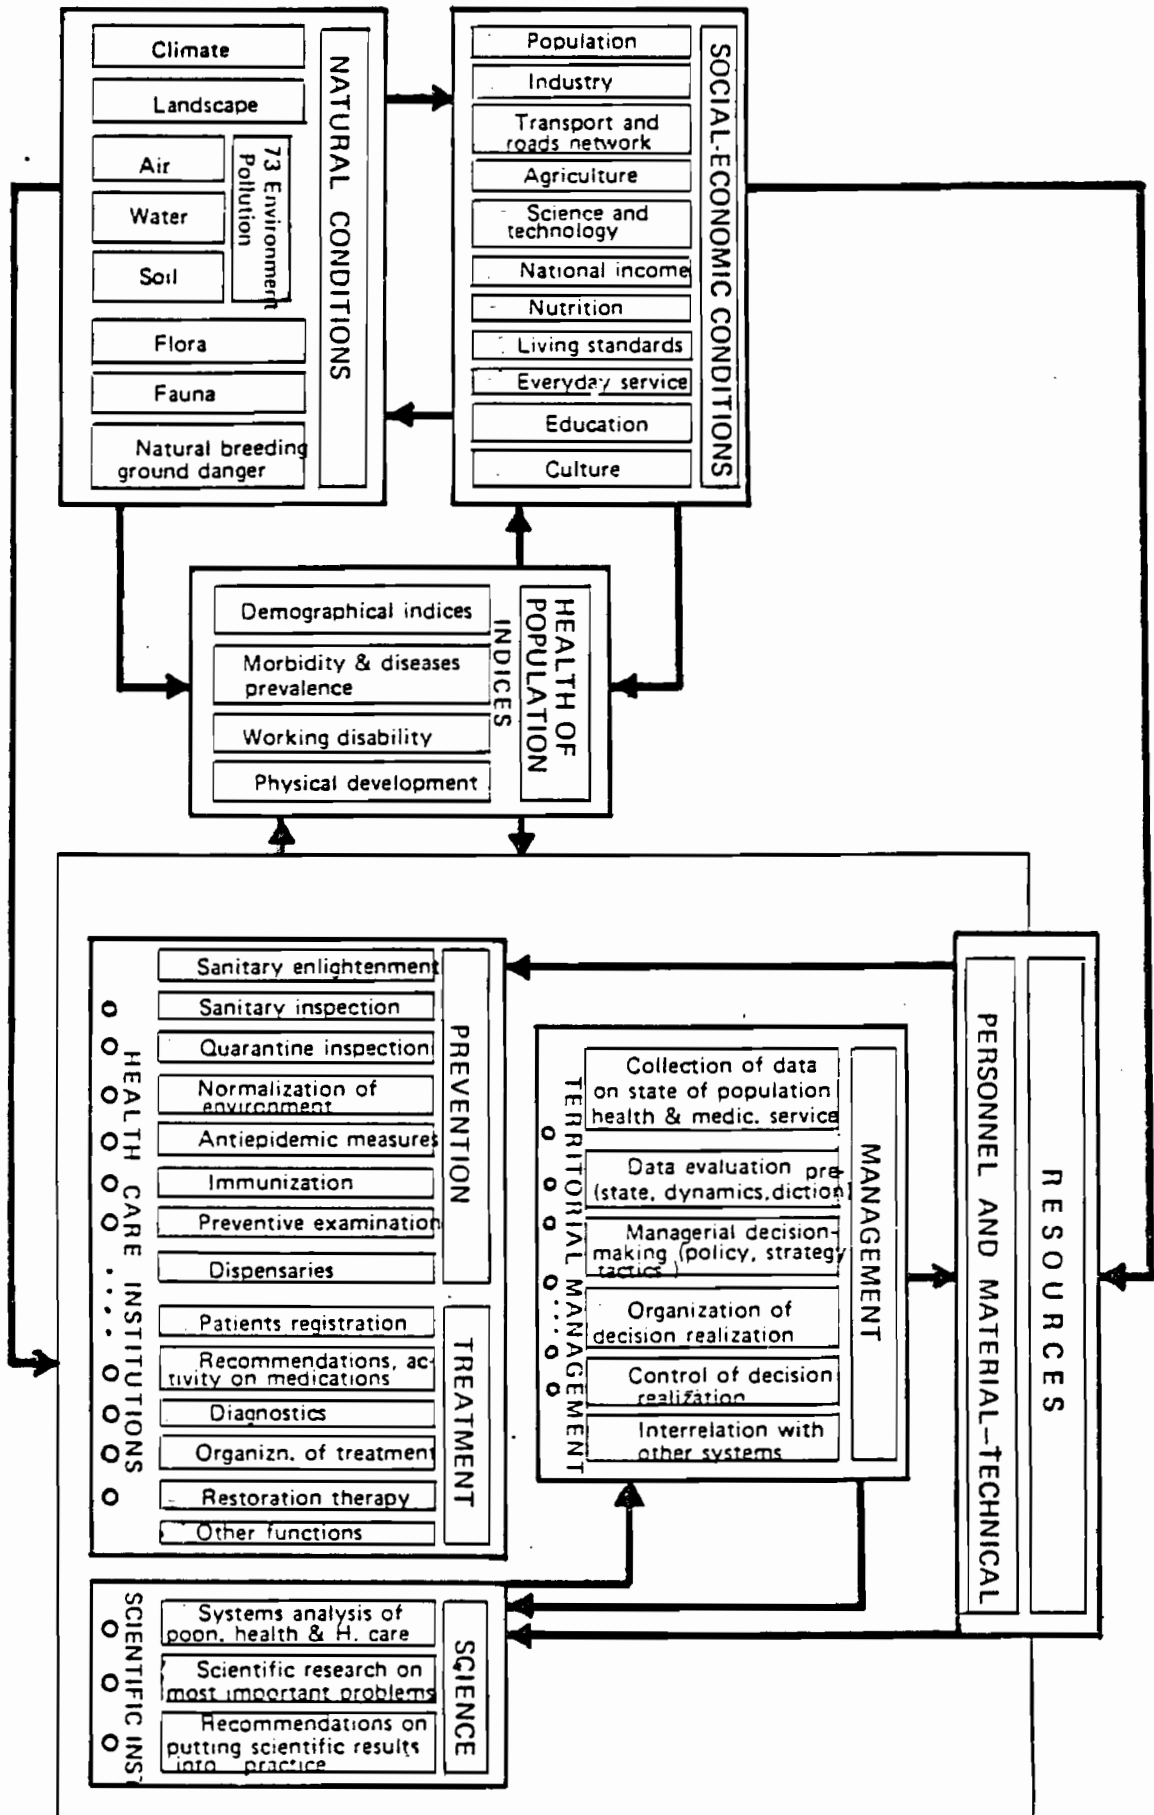 NATURAL CONDITIONS
Climate
Landscape
73 Environment
Pollution
Air
Water
Soil
Flora
Fauna
Natural breeding
ground danger
SOCIAL-ECONOMIC CONDITIONS
Population
Industry
Transport and
roads network
Agriculture
Science and
technology
National income
Nutrition
Living standards
Everyday service
Education
Culture
HEALTH OF
POPULATION
INDICES
Demographical indices
Morbidity & diseases
prevalence
Working disability
Physical development
RESOURCES
PERSONNEL AND MATERIAL-TECHNICAL
PREVENTION
Sanitary enlightenment
Sanitary inspection
Quarantine inspection
Normalization of
environment
Antiepidemic measures
Immunization
Preventive examination
Dispensaries
TREATMENT
Patients registration
Recommendations, ac-
tivity on medications
Diagnostics
Organizn. of treatment
Restoration therapy
Other functions
HEALTH CARE INSTITUTIONS
MANAGEMENT
Collection of data
on state of population
health & medic. service
Data evaluation pre
(state, dynamics,diction)
Managerial decision-
making (policy, strategy
tactics )
Organization of
decision realization
Control of decision
realization
Interrelation with
other systems
TERRITORIAL MANAGEMENT
SCIENCE
Systems analysis of
popn. health & H. care
Scientific research on
most important problems
Recommendations on
putting scientific results
into practice
SCIENTIFIC INST